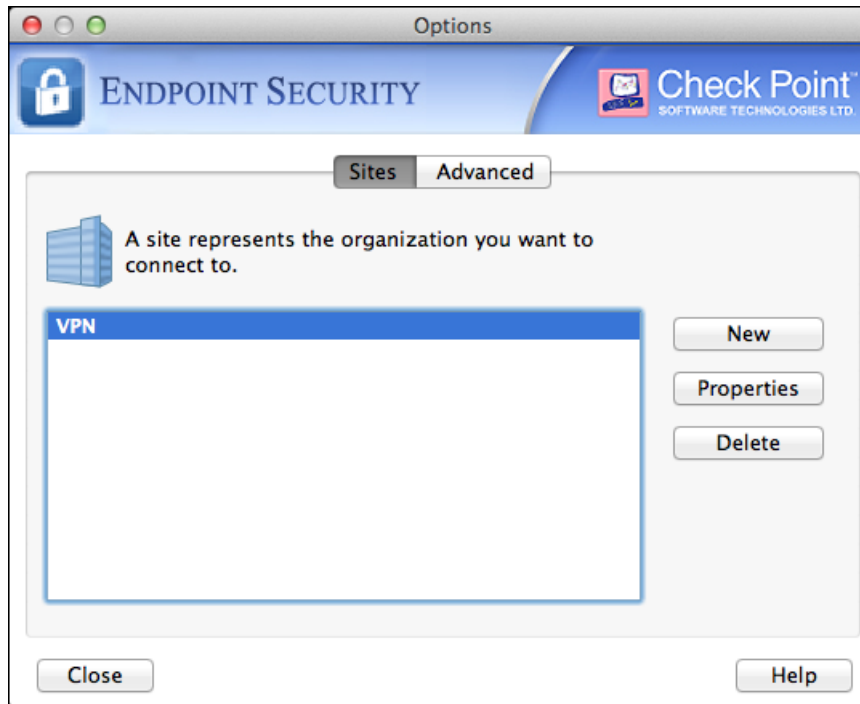 Options
ENDPOINT SECURITY
Check Point™
SOFTWARE TECHNOLOGIES LTD.
Sites
Advanced
A site represents the organization you want to
connect to.
VPN
New
Properties
Delete
Close
Help